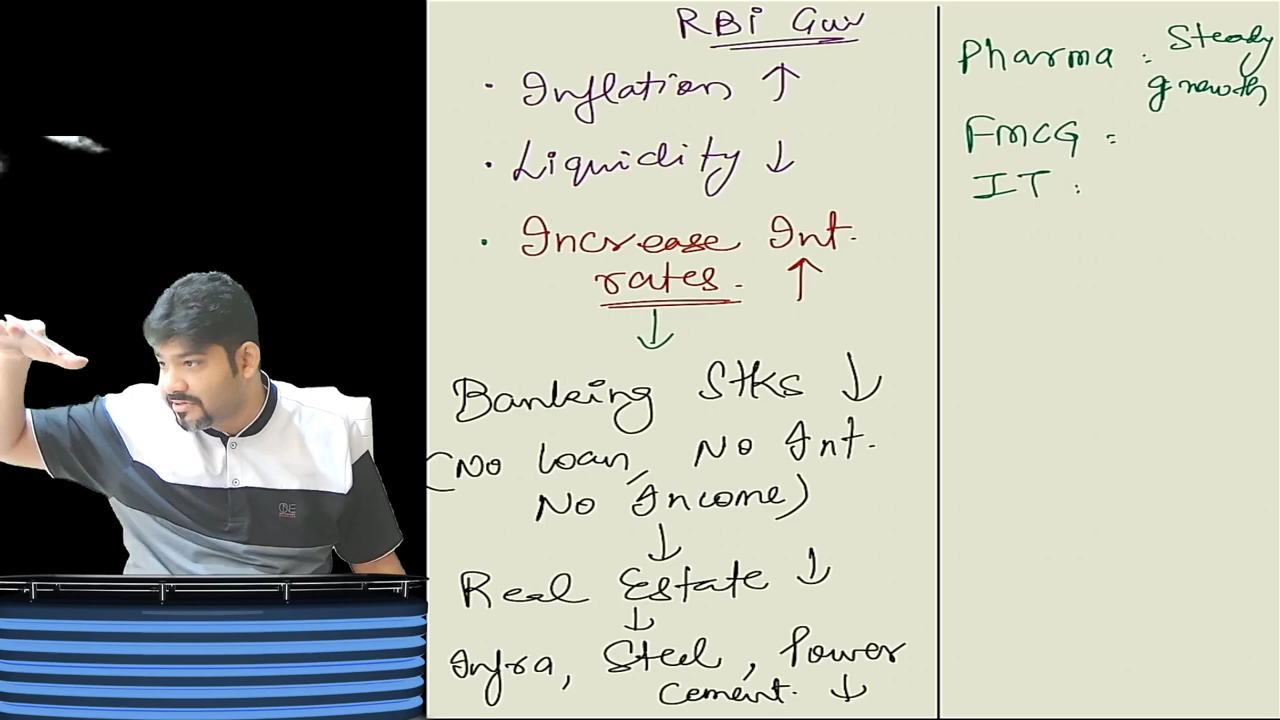 RBI Guv
• Inflation ↑
• Liquidity ↓
• Increase Int.
rates. ↑
↓
Banking Stks ↓
(No loan, No Int.
No Income)
↓
Real Estate ↓
↓
Infra, Steel, Power
cement. ↓
Pharma : Steady
growth
FMCG :
IT :